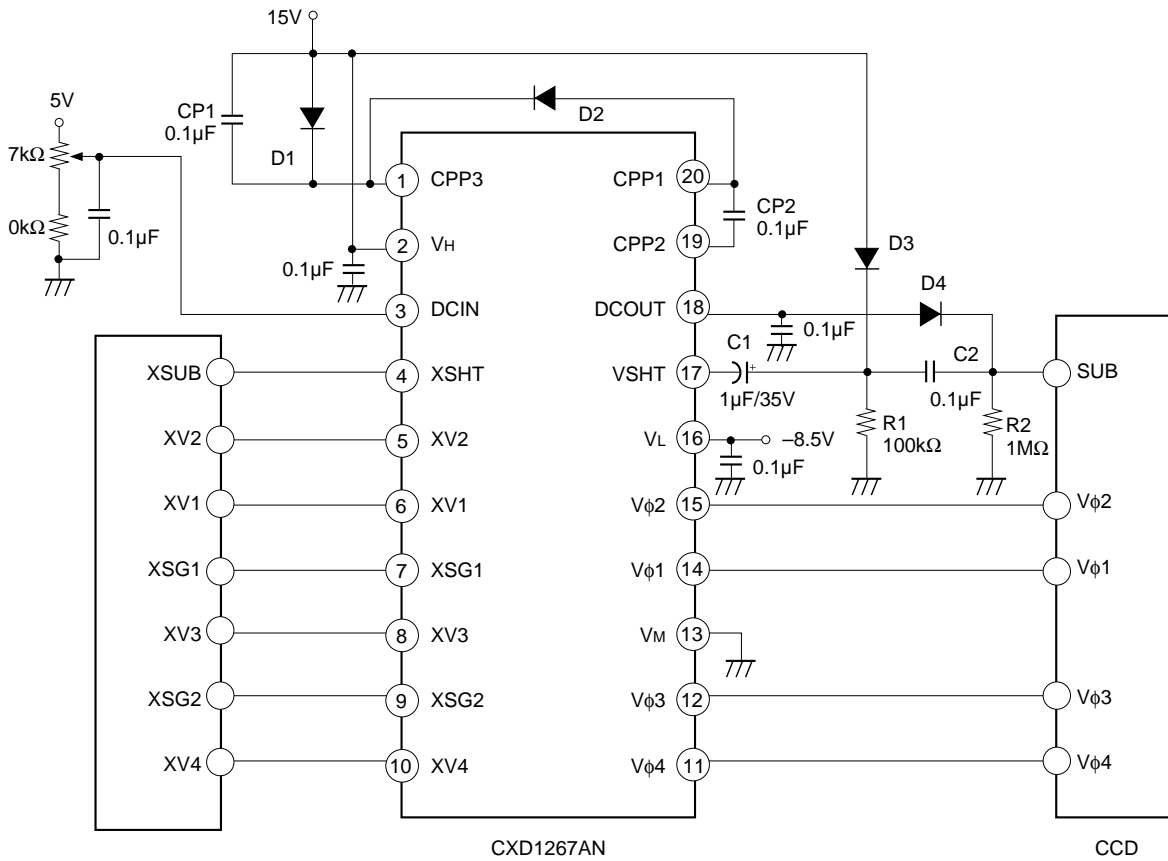 15V
5V
CP1
0.1µF
D2
7kΩ
D1
0kΩ
0.1µF
1 CPP3
CPP1 20
CP2
0.1µF
2 VH
CPP2 19
0.1µF
D3
D4
3 DCIN
DCOUT 18
0.1µF
C1
C2
XSUB
4 XSHT
VSHT 17
+
SUB
1µF/35V
0.1µF
R1
100kΩ
R2
1MΩ
XV2
5 XV2
VL 16
–8.5V
0.1µF
XV1
6 XV1
Vϕ2 15
Vϕ2
XSG1
7 XSG1
Vϕ1 14
Vϕ1
XV3
8 XV3
VM 13
XSG2
9 XSG2
Vϕ3 12
Vϕ3
XV4
10 XV4
Vϕ4 11
Vϕ4
CXD1267AN
CCD